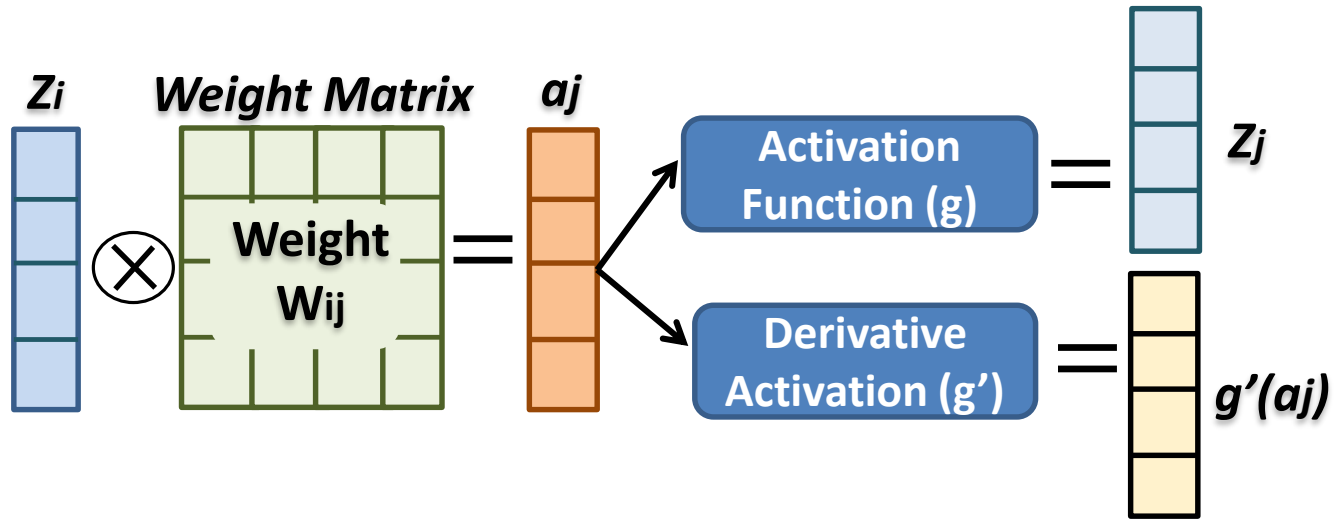 Zi
Weight Matrix
aj
Weight
Wij
Activation
Function (g)
Zj
Derivative
Activation (g’)
g’(aj)